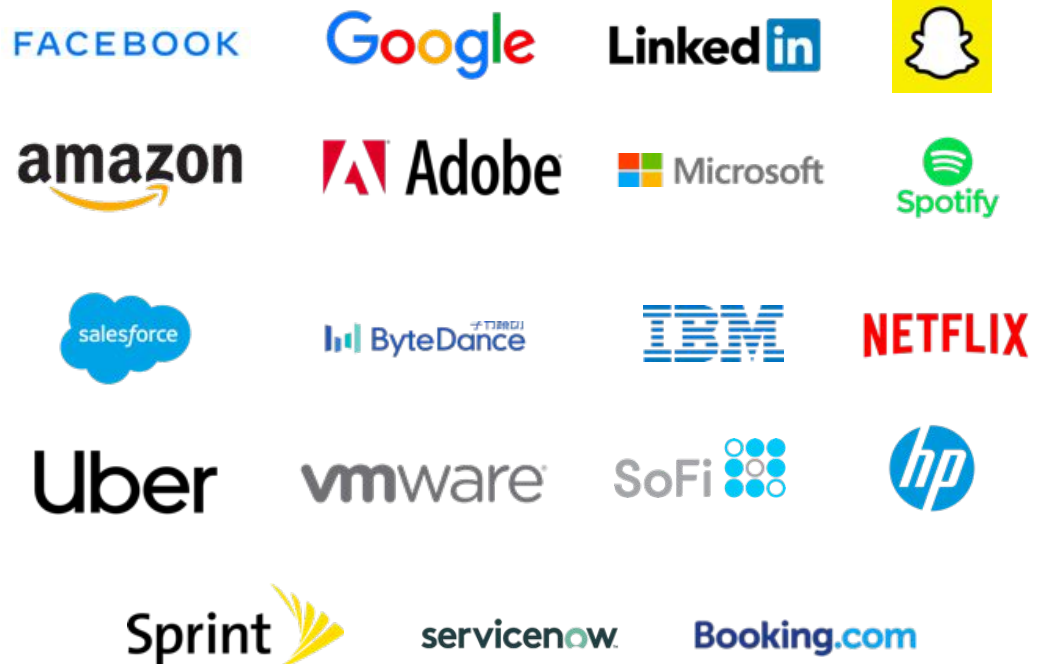 FACEBOOK
Google
Linked in
amazon
Adobe
Microsoft
Spotify
salesforce
ByteDance
IBM
NETFLIX
Uber
vmware
SoFi
hp
Sprint
servicenow
Booking.com